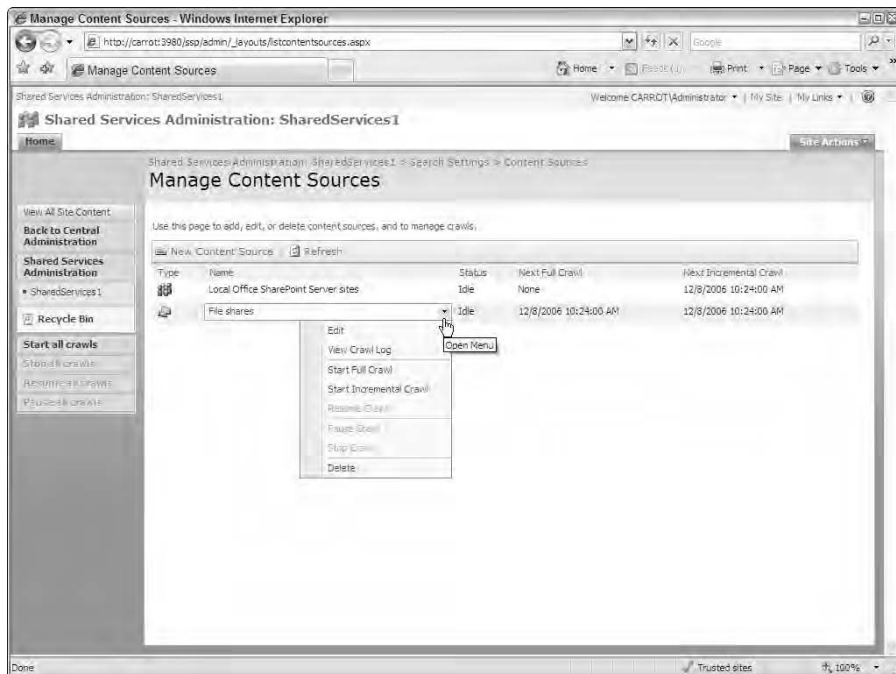 Manage Content Sources - Windows Internet Explorer
http://carrot:3980/ssp/admin/_layouts/listcontentsources.aspx
Google
Manage Content Sources
Home
Feeds (J)
Print
Page
Tools
Shared Services Administration: SharedServices1
Welcome CARROT\Administrator
My Site
My Links
Shared Services Administration: SharedServices1
Home
Site Actions
Shared Services Administration: SharedServices1 > Search Settings > Content Sources
Manage Content Sources
View All Site Content
Back to Central Administration
Shared Services Administration
SharedServices1
Recycle Bin
Start all crawls
Stop all crawls
Resume all crawls
Pause all crawls
Use this page to add, edit, or delete content sources, and to manage crawls.
New Content Source
Refresh
Type Name Status Next Full Crawl Next Incremental Crawl
Local Office SharePoint Server sites Idle None 12/8/2006 10:24:00 AM
File shares Idle 12/8/2006 10:24:00 AM 12/8/2006 10:24:00 AM
Open Menu
Edit
View Crawl Log
Start Full Crawl
Start Incremental Crawl
Resume Crawl
Pause Crawl
Stop Crawl
Delete
Done
Trusted sites
100%